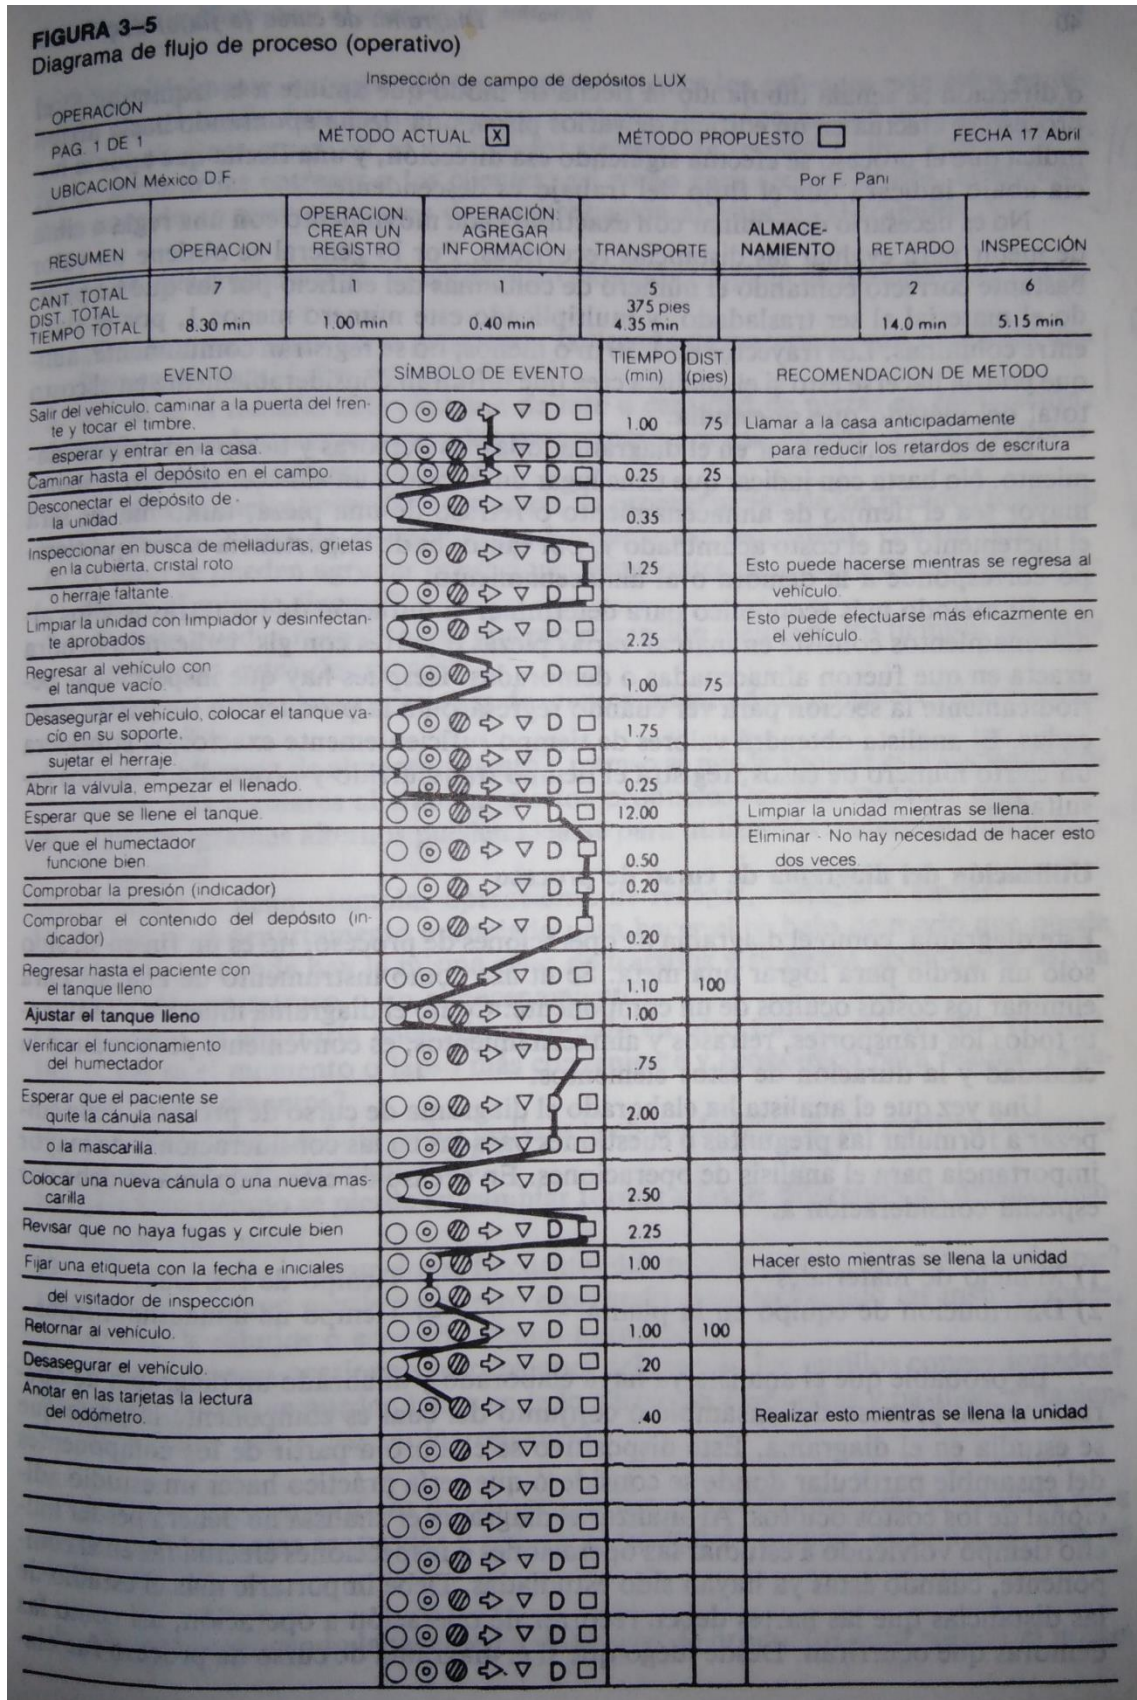 FIGURA 3–5
Diagrama de flujo de proceso (operativo)
Inspección de campo de depósitos LUX
OPERACIÓN
PAG. 1 DE 1 MÉTODO ACTUAL X MÉTODO PROPUESTO FECHA 17 Abril
UBICACION México D.F. Por F. Pani
RESUMEN OPERACION OPERACION CREAR UN REGISTRO OPERACIÓN AGREGAR INFORMACIÓN TRANSPORTE ALMACE-NAMIENTO RETARDO INSPECCIÓN
CANT. TOTAL 7 1 1 5 2 6
DIST. TOTAL 375 pies
TIEMPO TOTAL 8.30 min 1.00 min 0.40 min 4.35 min 14.0 min 5.15 min
EVENTO SÍMBOLO DE EVENTO TIEMPO (min) DIST. (pies) RECOMENDACION DE METODO
Salir del vehículo, caminar a la puerta del fren-
te y tocar el timbre. D 1.00 75 Llamar a la casa anticipadamente
esperar y entrar en la casa. D para reducir los retardos de escritura
Caminar hasta el depósito en el campo. D 0.25 25
Desconectar el depósito de
la unidad. D 0.35
Inspeccionar en busca de melladuras, grietas
en la cubierta, cristal roto D 1.25 Esto puede hacerse mientras se regresa al
o herraje faltante. D vehículo.
Limpiar la unidad con limpiador y desinfectan- Esto puede efectuarse más eficazmente en
te aprobados D 2.25 el vehículo.
Regresar al vehículo con
el tanque vacío. D 1.00 75
Desasegurar el vehículo, colocar el tanque va-
cío en su soporte, D 1.75
sujetar el herraje. D
Abrir la válvula, empezar el llenado. D 0.25
Esperar que se llene el tanque. D 12.00 Limpiar la unidad mientras se llena.
Ver que el humectador Eliminar - No hay necesidad de hacer esto
funcione bien. D 0.50 dos veces.
Comprobar la presión (indicador) D 0.20
Comprobar el contenido del depósito (in-
dicador) D 0.20
Regresar hasta el paciente con
el tanque lleno D 1.10 100
Ajustar el tanque lleno D 1.00
Verificar el funcionamiento
del humectador D .75
Esperar que el paciente se
quite la cánula nasal D 2.00
o la mascarilla. D
Colocar una nueva cánula o una nueva mas-
carilla D 2.50
Revisar que no haya fugas y circule bien D 2.25
Fijar una etiqueta con la fecha e iniciales D 1.00 Hacer esto mientras se llena la unidad
del visitador de inspección D
Retornar al vehículo. D 1.00 100
Desasegurar el vehículo. D .20
Anotar en las tarjetas la lectura
del odómetro. D .40 Realizar esto mientras se llena la unidad
D
D
D
D
D
D
D